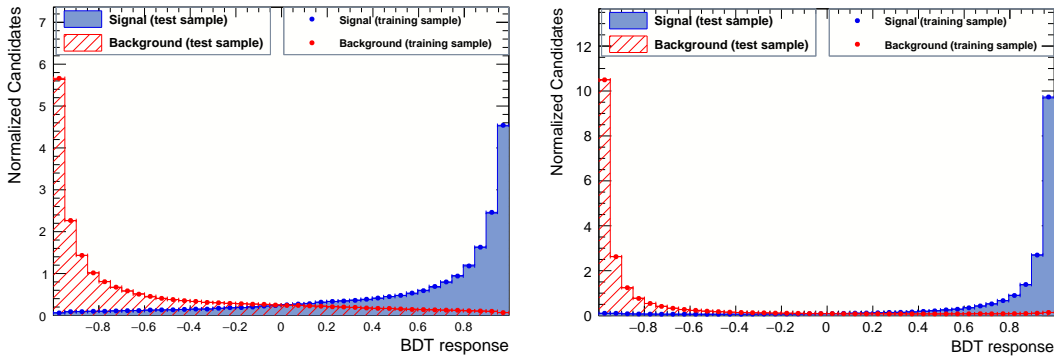 Normalized Candidates
7
6
5
4
3
2
1
0
Signal (test sample)
Background (test sample)
Signal (training sample)
Background (training sample)
−0.8 −0.6 −0.4 −0.2 0 0.2 0.4 0.6 0.8
BDT response
Normalized Candidates
12
10
8
6
4
2
0
Signal (test sample)
Background (test sample)
Signal (training sample)
Background (training sample)
−0.8 −0.6 −0.4 −0.2 0 0.2 0.4 0.6 0.8
BDT response